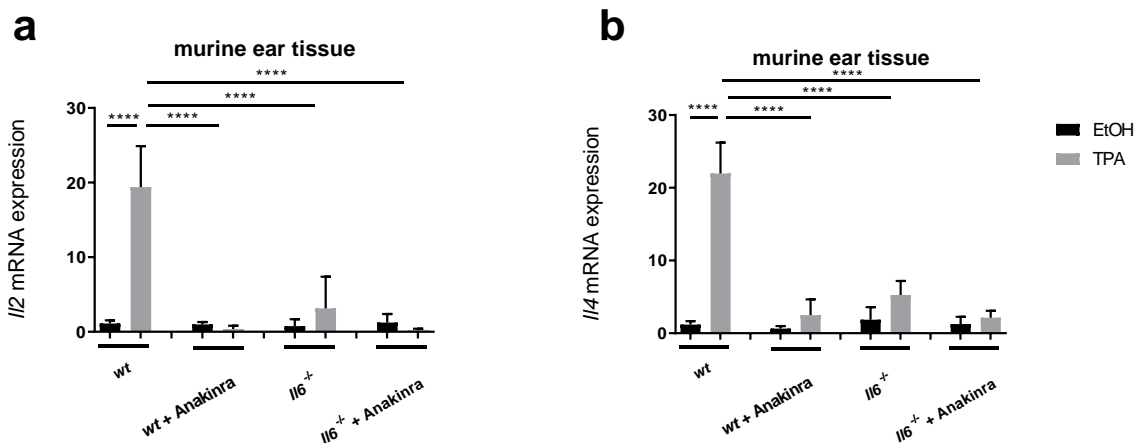 a
murine ear tissue
****
****
**** ****
30
20
10
0
Il2 mRNA expression
wt
wt + Anakinra
Il6-/-
Il6-/- + Anakinra
b
murine ear tissue
****
****
**** ****
30
20
10
0
Il4 mRNA expression
wt
wt + Anakinra
Il6-/-
Il6-/- + Anakinra
EtOH
TPA